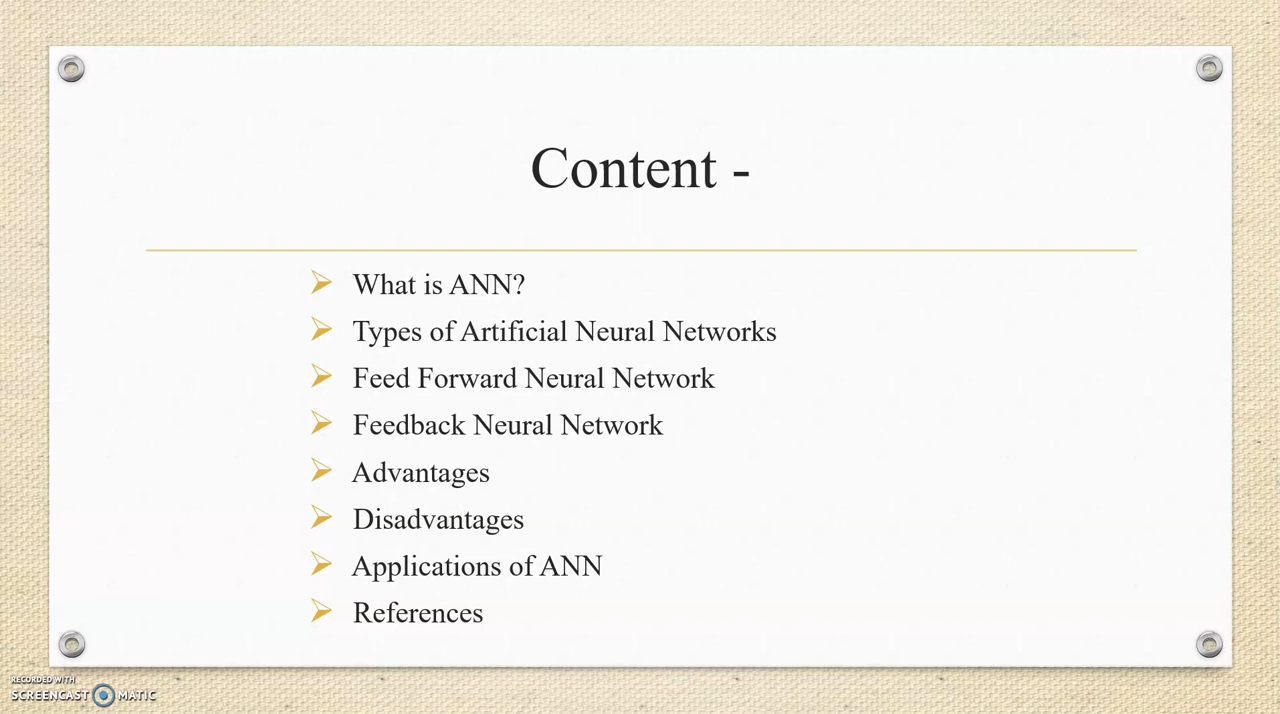 Content -
What is ANN?
Types of Artificial Neural Networks
Feed Forward Neural Network
Feedback Neural Network
Advantages
Disadvantages
Applications of ANN
References
RECORDED WITH
SCREENCAST MATIC